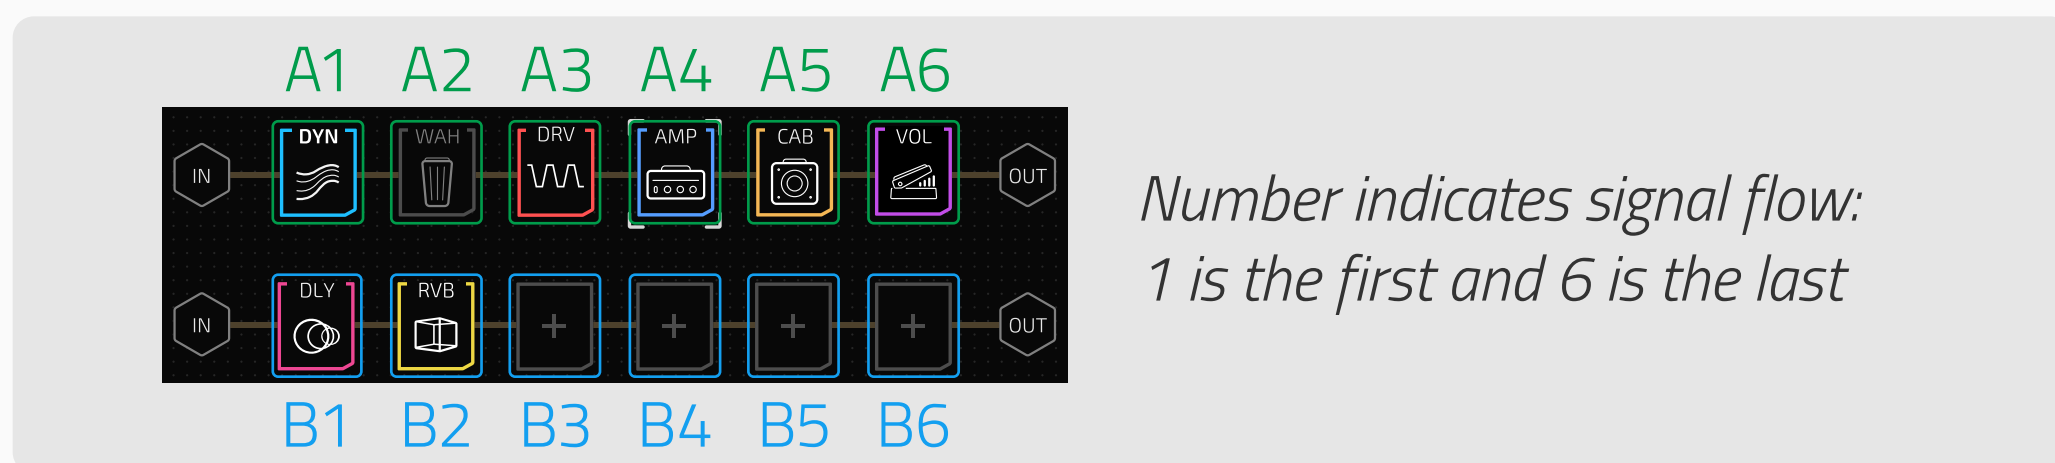 A1 A2 A3 A4 A5 A6
IN DYN WAH DRV AMP CAB VOL OUT
IN DLY RVB + + + + OUT
B1 B2 B3 B4 B5 B6
Number indicates signal flow:
1 is the first and 6 is the last